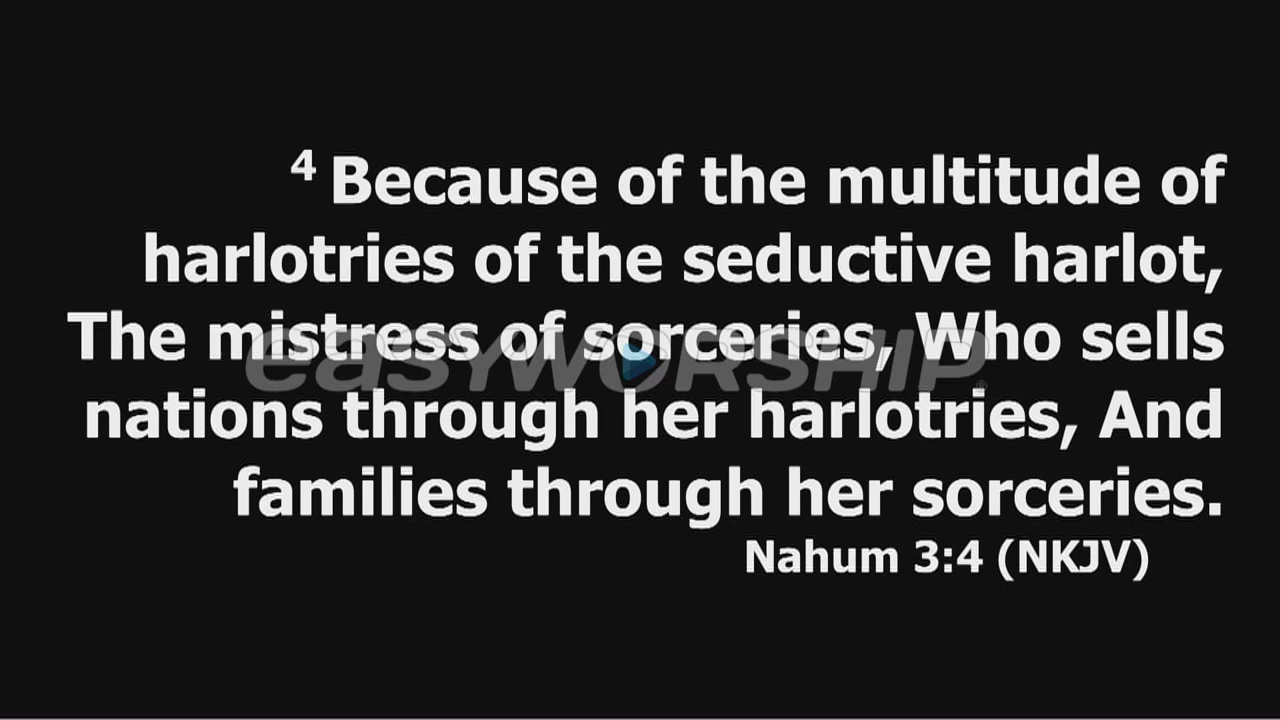 4 Because of the multitude of
harlotries of the seductive harlot,
The mistress of sorceries, Who sells
easyworship®
nations through her harlotries, And
families through her sorceries.
Nahum 3:4 (NKJV)